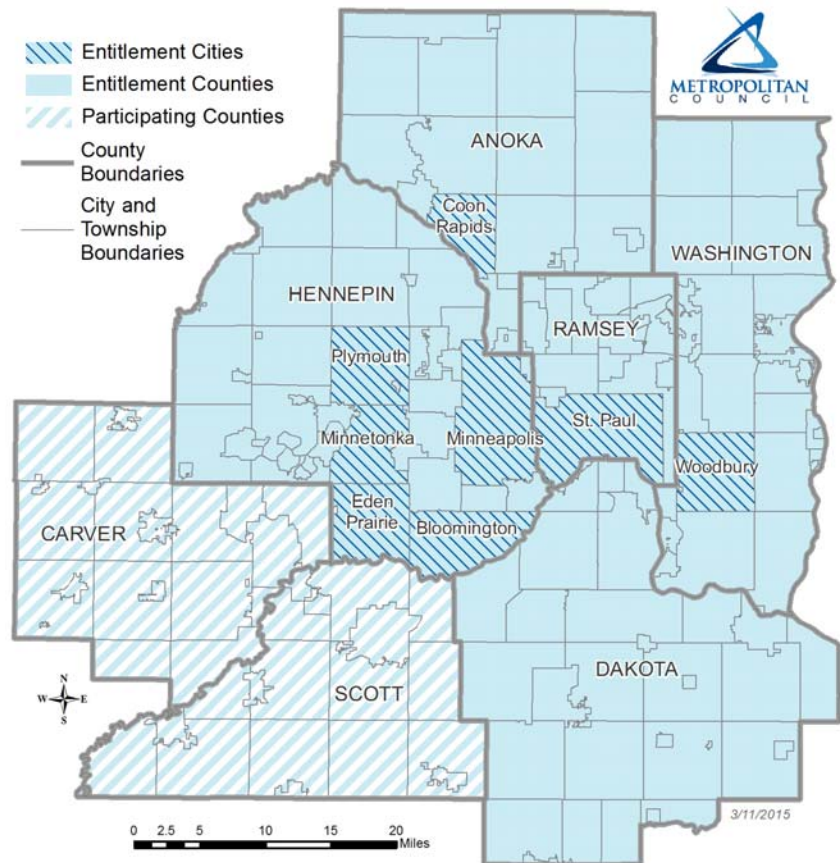 Entitlement Cities
Entitlement Counties
Participating Counties
County
Boundaries
City and
Township
Boundaries
METROPOLITAN
COUNCIL
ANOKA
Coon
Rapids
WASHINGTON
HENNEPIN
RAMSEY
Plymouth
Minnetonka
Minneapolis
St. Paul
Woodbury
Eden
Prairie
Bloomington
CARVER
SCOTT
DAKOTA
N
W E
S
3/11/2015
0 2.5 5 10 15 20
Miles